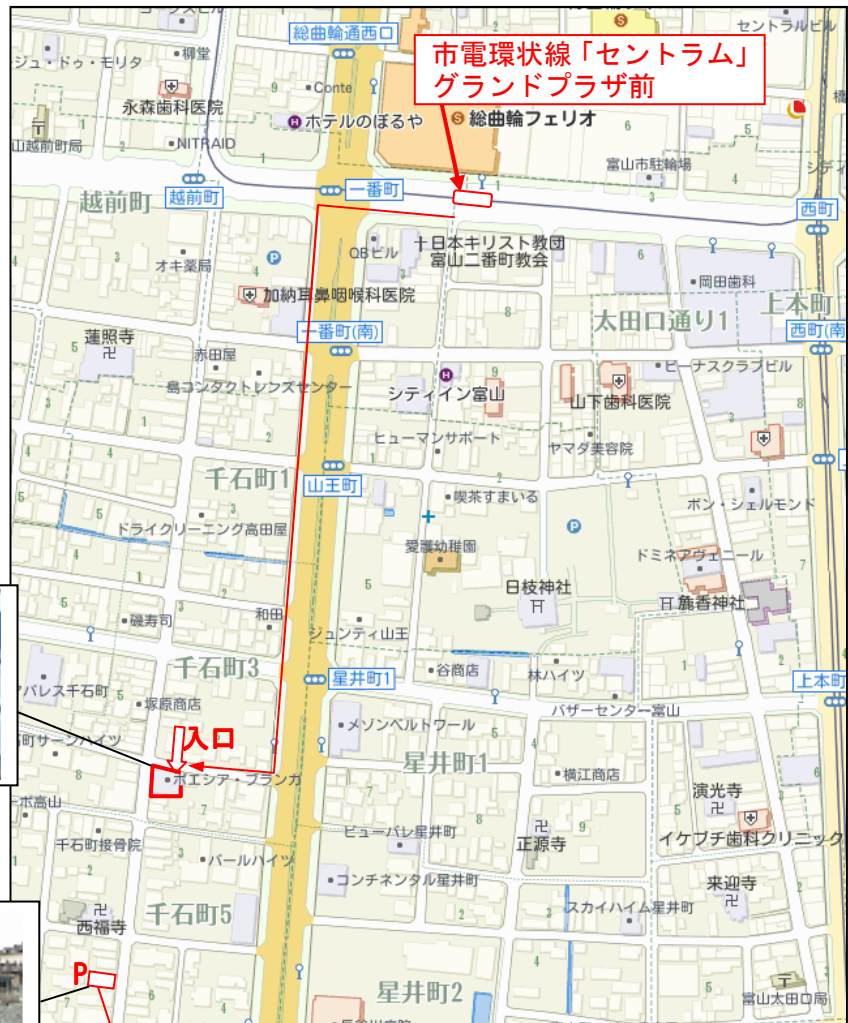 市電環状線「セントラム」
グランドプラザ前
総曲輪通西口
セントラルビル
ジュ・ドゥ・モリタ
柳堂
永森歯科医院
Conte
ホテルのぼるや
総曲輪フェリオ
山越前町局
NITRAID
富山市駐輪場
越前町
越前町
一番町
西町
オキ薬局
QBビル
日本キリスト教団
富山二番町教会
岡田歯科
加納耳鼻咽喉科医院
太田口通り1
上本町
一番町(南)
西町(南
蓮照寺
赤田屋
島コンタクトレンズセンター
シティイン富山
ビーナスクラブビル
山下歯科医院
ヒューマンサポート
ヤマダ美容院
千石町1
山王町
喫茶すまいる
ボン・シェルモンド
ドライクリーニング高田屋
愛護幼稚園
ドミネアヴェニール
日枝神社
麁香神社
磯寿司
和田
ジュンティ山王
千石町3
星井町1
谷商店
林ハイツ
上本町
パレス千石町
塚原商店
バザーセンター富山
入口
メゾンベルトワール
町サーンハイツ
星井町1
ポエシア・ブランカ
横江商店
演光寺
ーポ高山
ビューパレ星井町
正源寺
イケブチ歯科クリニック
千石町接骨院
パールハイツ
コンチネンタル星井町
来迎寺
スカイハイム星井町
千石町5
西福寺
P
星井町2
富山太田口局